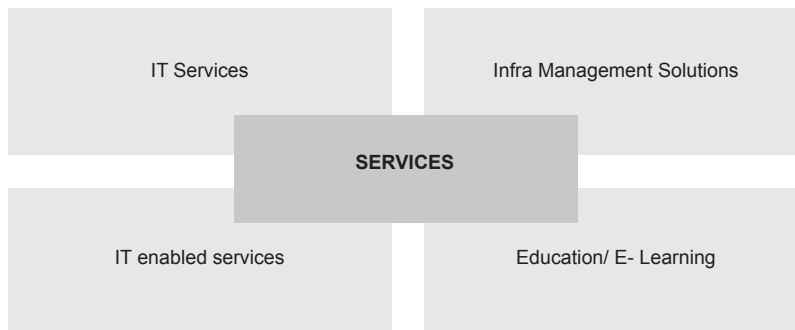 IT Services
Infra Management Solutions
SERVICES
IT enabled services
Education/ E- Learning